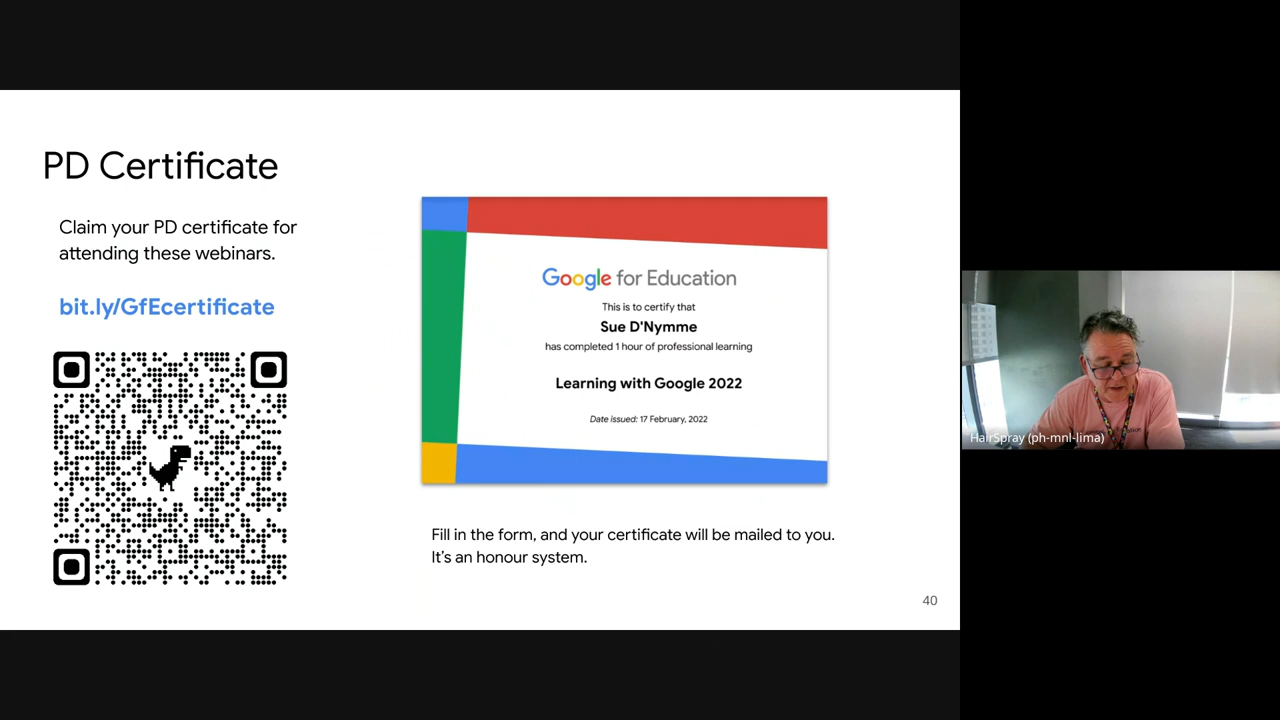 PD Certificate
Claim your PD certificate for
attending these webinars.
bit.ly/GfEcertificate
Google for Education
This is to certify that
Sue D'Nymme
has completed 1 hour of professional learning
Learning with Google 2022
Date issued: 17 February, 2022
Fill in the form, and your certificate will be mailed to you.
It's an honour system.
40
HairSpray (ph-mnl-lima)